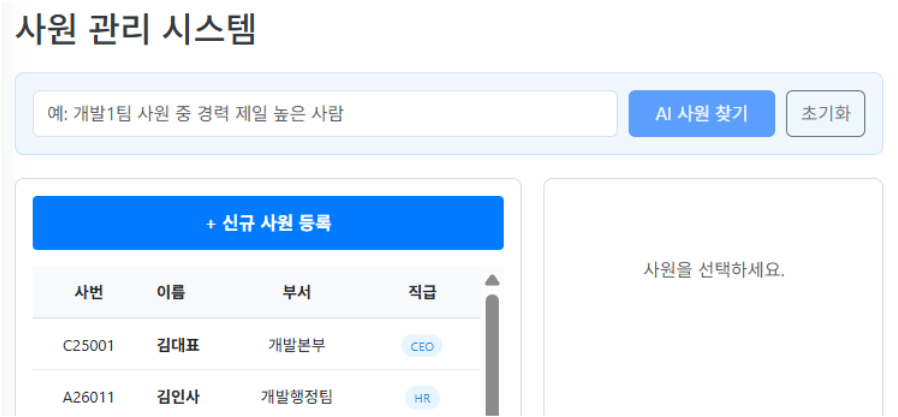 사원 관리 시스템
예: 개발1팀 사원 중 경력 제일 높은 사람
AI 사원 찾기
초기화
+ 신규 사원 등록
사원을 선택하세요.
사번 이름 부서 직급
C25001 김대표 개발본부 CEO
A26011 김인사 개발행정팀 HR